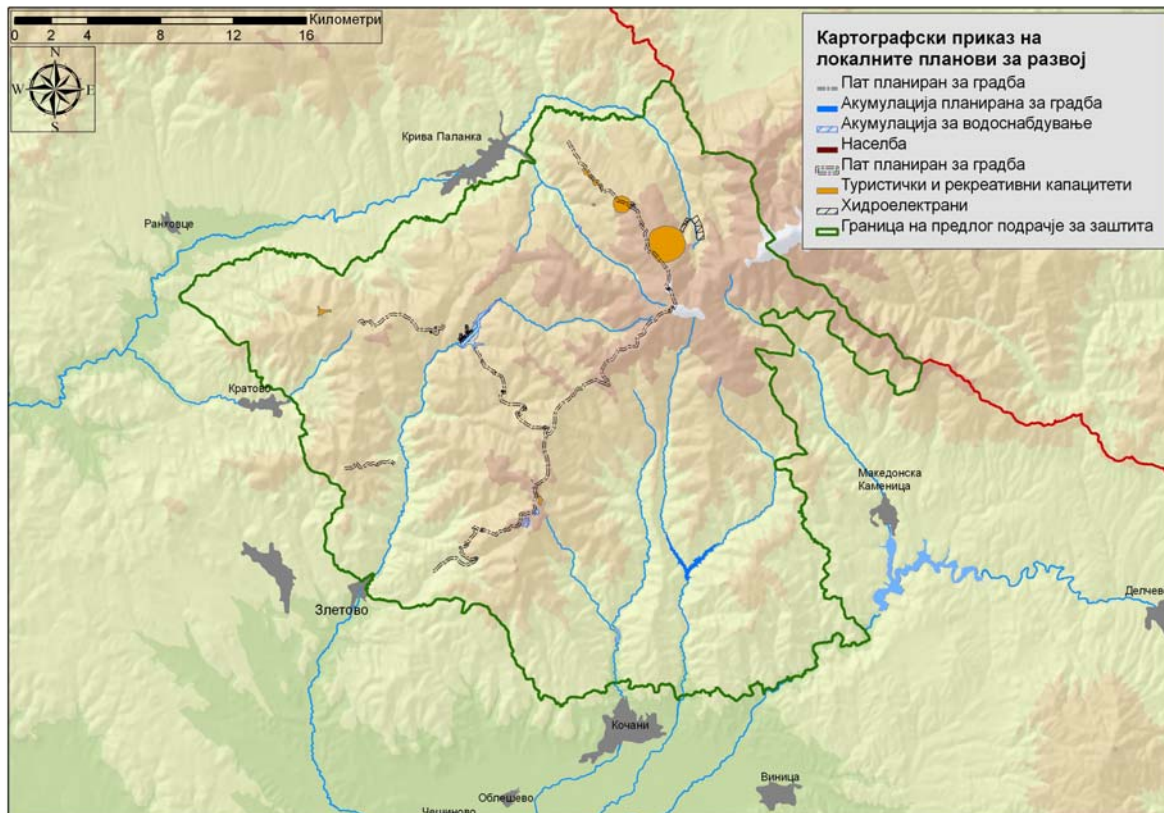 Километри
0 2 4 8 12 16
N
W E
S
Картографски приказ на
локалните планови за развој
Пат планиран за градба
Акумулација планирана за градба
Акумулација за водоснабдување
Населба
Пат планиран за градба
Туристички и рекреативни капацитети
Хидроелектрани
Граница на предлог подрачје за заштита
Крива Паланка
Ранковце
Кратово
Македонска
Каменица
Делчево
Злетово
Кочани
Виница
Облешево
Чешиново